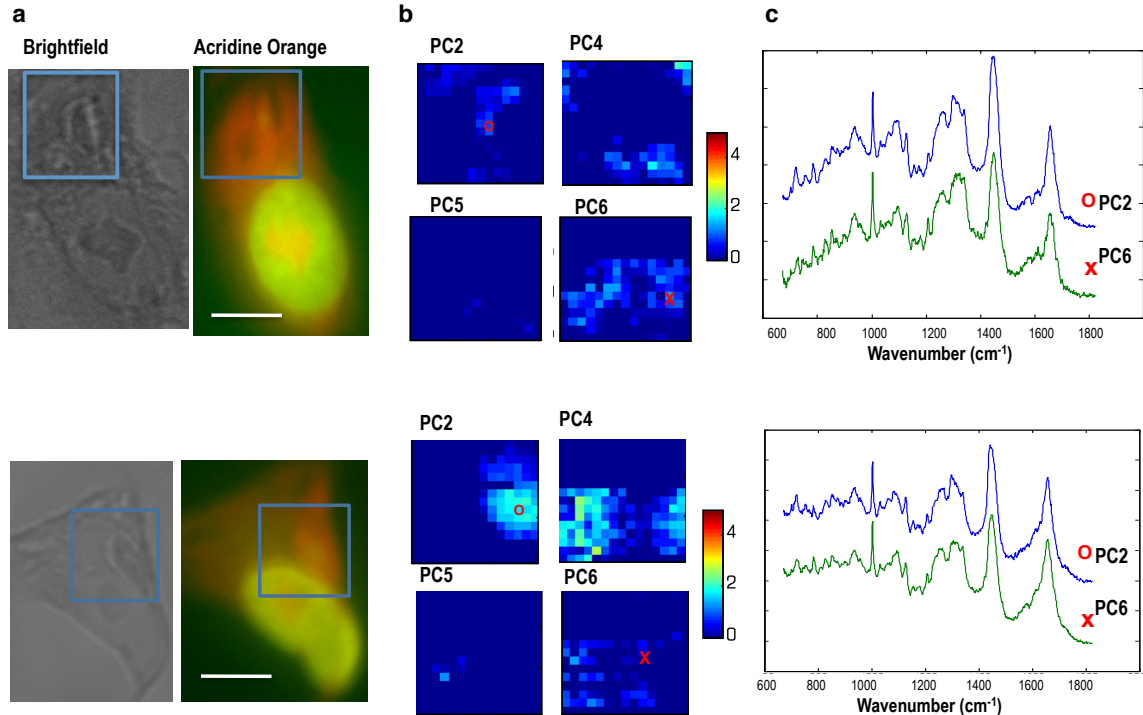 a
b
c
Brightfield
Acridine Orange
PC2
PC4
PC5
PC6
4
2
0
O
X
O PC2
X PC6
600 800 1000 1200 1400 1600 1800
Wavenumber (cm-1)
PC2
PC4
PC5
PC6
4
2
0
O
X
O PC2
X PC6
600 800 1000 1200 1400 1600 1800
Wavenumber (cm-1)